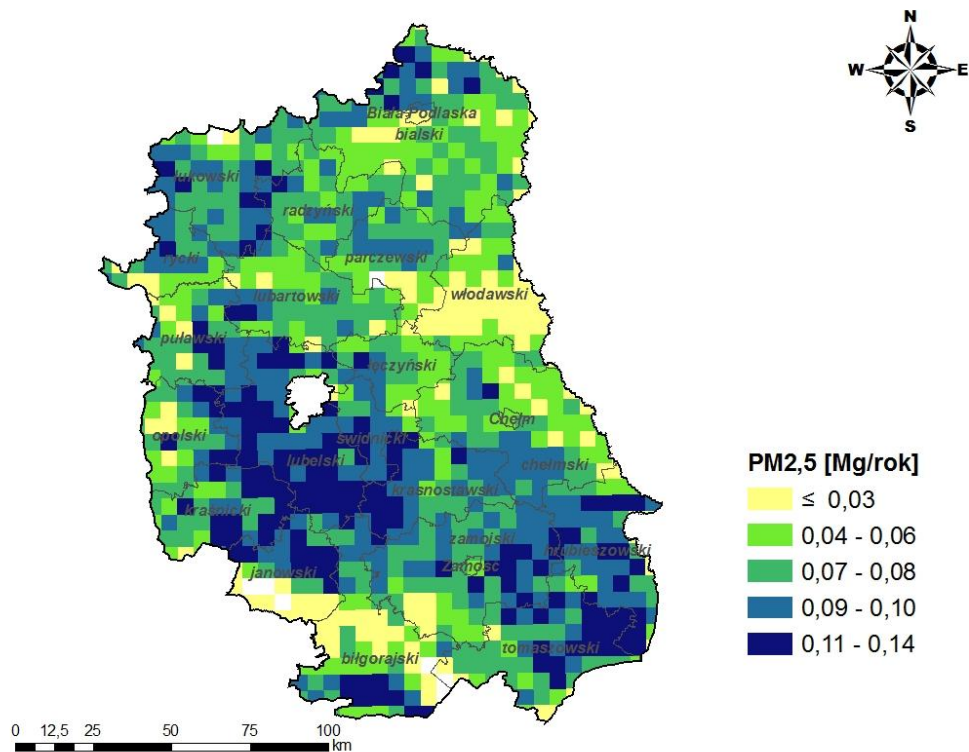 N
W E
S
Biała Podlaska
bialski
łukowski
radzyński
rycki
parczewski
włodawski
lubartowski
puławski
łęczyński
Chełm
opolski
świdnicki
lubelski
chełmski
krasnostawski
kraśnicki
zamojski
hrubieszowski
Zamość
janowski
tomaszowski
biłgorajski
PM2,5 [Mg/rok]
≤ 0,03
0,04 - 0,06
0,07 - 0,08
0,09 - 0,10
0,11 - 0,14
0 12,5 25 50 75 100
km